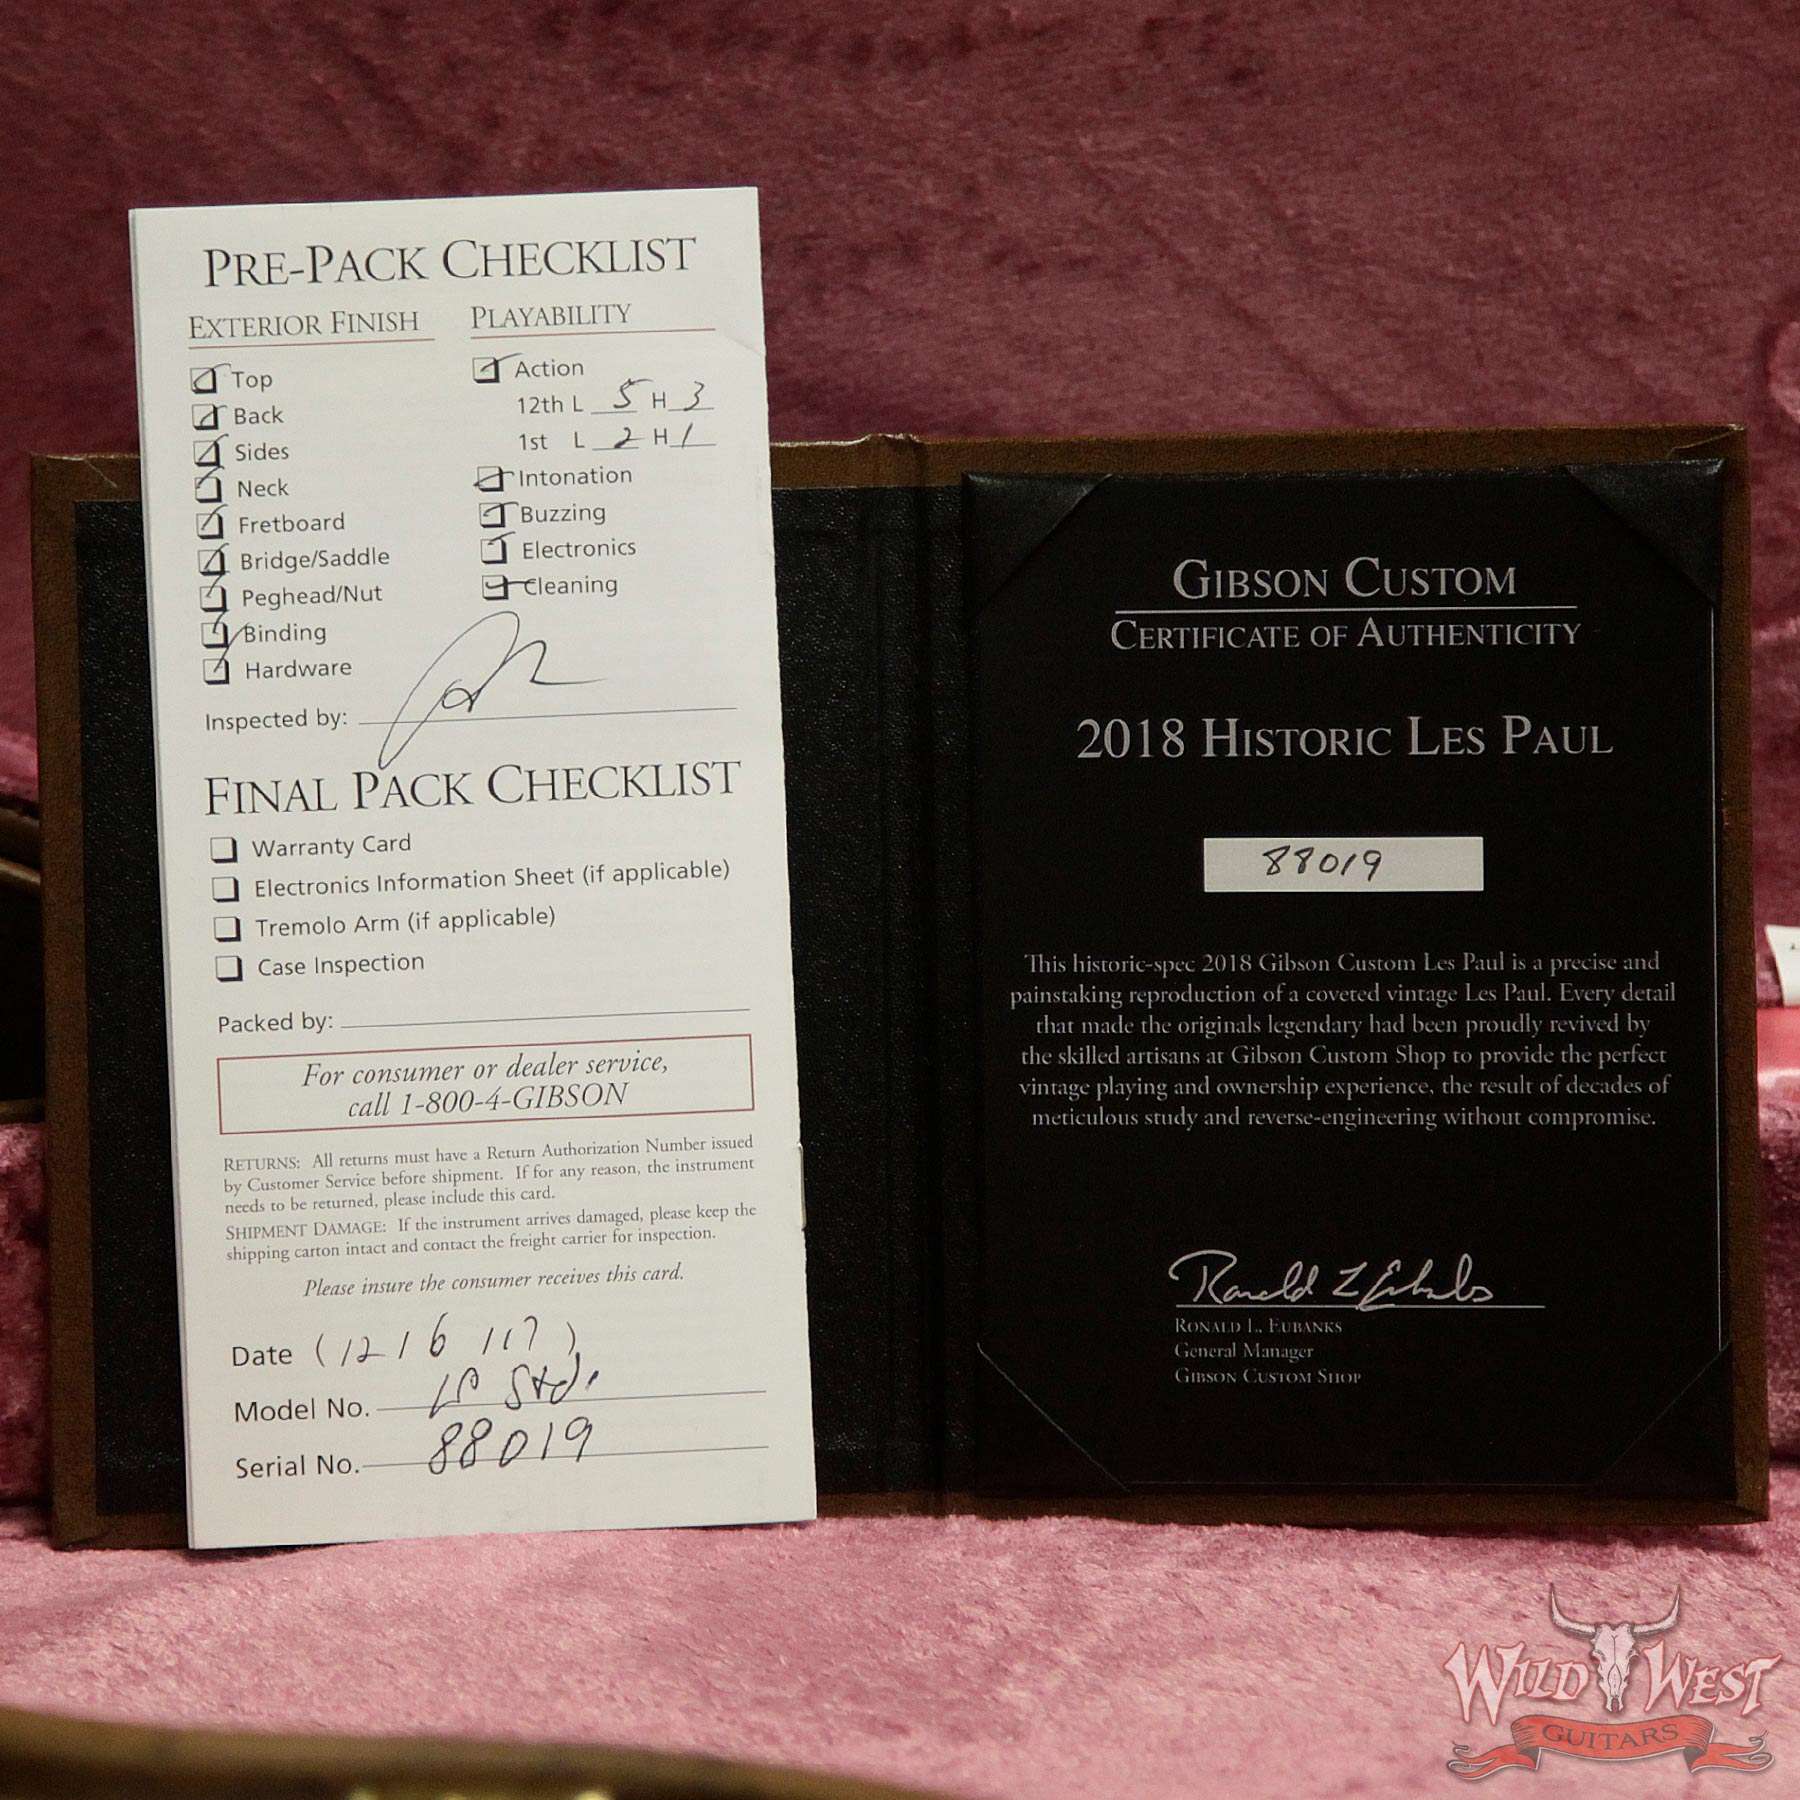 PRE-PACK CHECKLIST
EXTERIOR FINISH
Top
Back
Sides
Neck
Fretboard
Bridge/Saddle
Peghead/Nut
Binding
Hardware
PLAYABILITY
Action
12th L 5 H 3
1st L 2 H 1
Intonation
Buzzing
Electronics
Cleaning
Inspected by:
FINAL PACK CHECKLIST
Warranty Card
Electronics Information Sheet (if applicable)
Tremolo Arm (if applicable)
Case Inspection
Packed by:
For consumer or dealer service,
call 1-800-4-GIBSON
RETURNS: All returns must have a Return Authorization Number issued
by Customer Service before shipment. If for any reason, the instrument
needs to be returned, please include this card.
SHIPMENT DAMAGE: If the instrument arrives damaged, please keep the
shipping carton intact and contact the freight carrier for inspection.
Please insure the consumer receives this card.
Date (12/6/17)
Model No. LP Std.
Serial No. 88019
GIBSON CUSTOM
CERTIFICATE OF AUTHENTICITY
2018 HISTORIC LES PAUL
88019
This historic-spec 2018 Gibson Custom Les Paul is a precise and
painstaking reproduction of a coveted vintage Les Paul. Every detail
that made the originals legendary had been proudly revived by
the skilled artisans at Gibson Custom Shop to provide the perfect
vintage playing and ownership experience, the result of decades of
meticulous study and reverse-engineering without compromise.
Ronald L Eubanks
RONALD L. EUBANKS
General Manager
GIBSON CUSTOM SHOP
WILD WEST
GUITARS